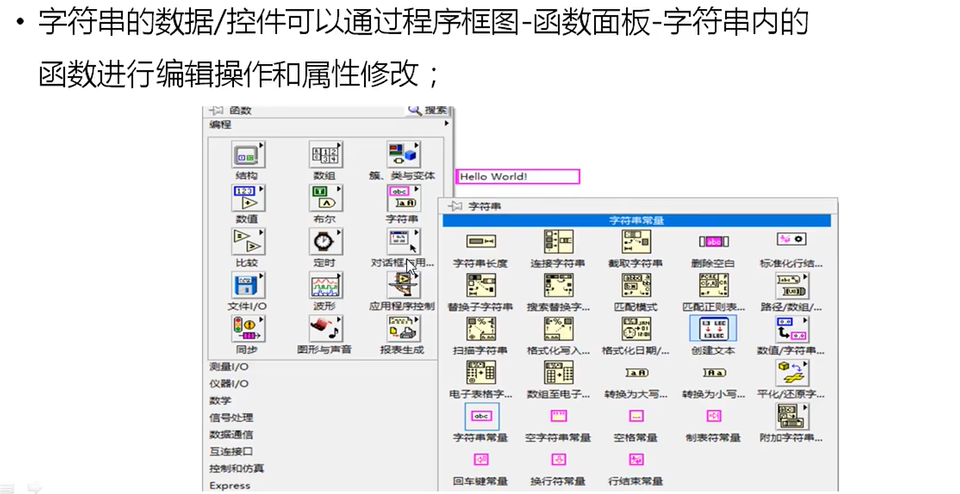 • 字符串的数据/控件可以通过程序框图-函数面板-字符串内的
函数进行编辑操作和属性修改；
函数
搜索
编程
结构
数组
簇、类与变体
Hello World!
数值
布尔
字符串
字符串
字符串常量
比较
定时
对话框
用...
字符串长度
连接字符串
截取字符串
删除空白
标准化行结...
文件I/O
波形
应用程序控制
替换子字符串
搜索替换字...
匹配模式
匹配正则表...
路径/数组/...
同步
图形与声音
报表生成
扫描字符串
格式化写入...
格式化日期/...
创建文本
数值/字符串...
测量I/O
仪器I/O
电子表格字...
数组至电子...
转换为大写...
转换为小写...
平化/还原字...
数学
信号处理
数据通信
字符串常量
空字符串常量
空格常量
制表符常量
附加字符串...
互连接口
控制和仿真
Express
回车键常量
换行符常量
行结束常量